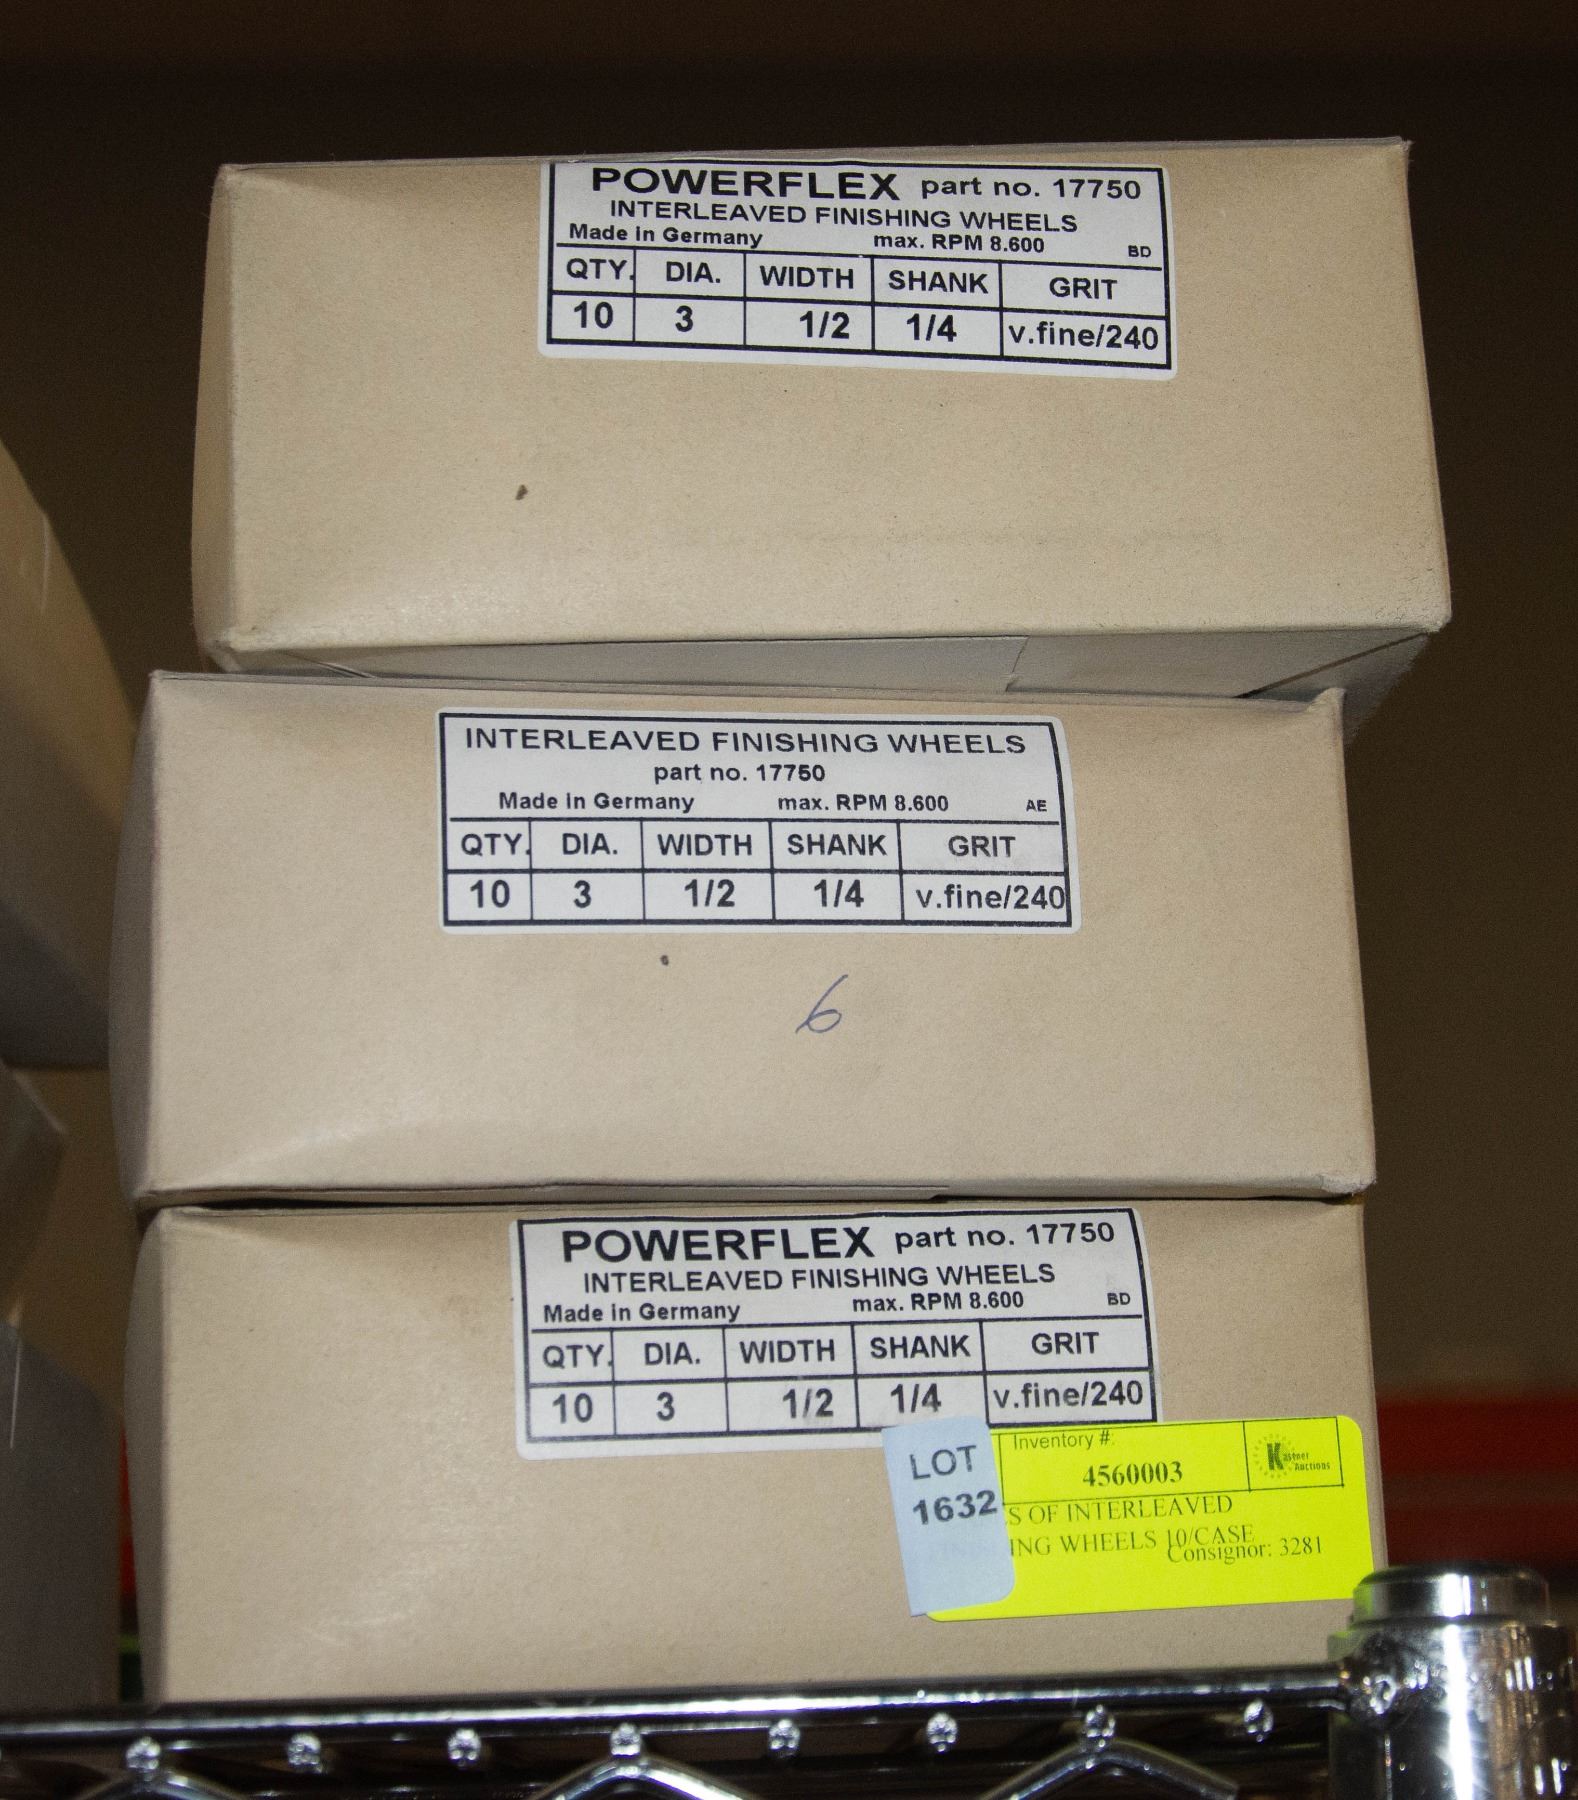 POWERFLEX part no. 17750
INTERLEAVED FINISHING WHEELS
Made in Germany max. RPM 8.600 BD
QTY. DIA. WIDTH SHANK GRIT
10 3 1/2 1/4 v.fine/240
INTERLEAVED FINISHING WHEELS
part no. 17750
Made in Germany max. RPM 8.600 AE
QTY. DIA. WIDTH SHANK GRIT
10 3 1/2 1/4 v.fine/240
6
POWERFLEX part no. 17750
INTERLEAVED FINISHING WHEELS
Made in Germany max. RPM 8.600 BD
QTY. DIA. WIDTH SHANK GRIT
10 3 1/2 1/4 v.fine/240
LOT
1632
Inventory #:
4560003
Kastner
Auctions
S OF INTERLEAVED
ING WHEELS 10/CASE
Consignor: 3281